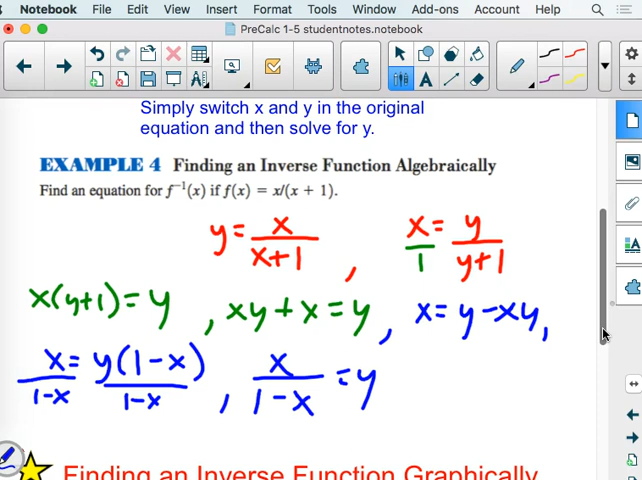 Notebook File Edit View Insert Format Tools Window Add-ons Account Help
PreCalc 1-5 studentnotes.notebook
Simply switch x and y in the original
equation and then solve for y.
EXAMPLE 4 Finding an Inverse Function Algebraically
Find an equation for f⁻¹(x) if f(x) = x/(x + 1).
y = x/(x+1) , x/1 = y/(y+1)
x(y+1) = y , xy + x = y , x = y - xy,
x/(1-x) = y(1-x)/(1-x) , x/(1-x) = y
Finding an Inverse Function Graphically